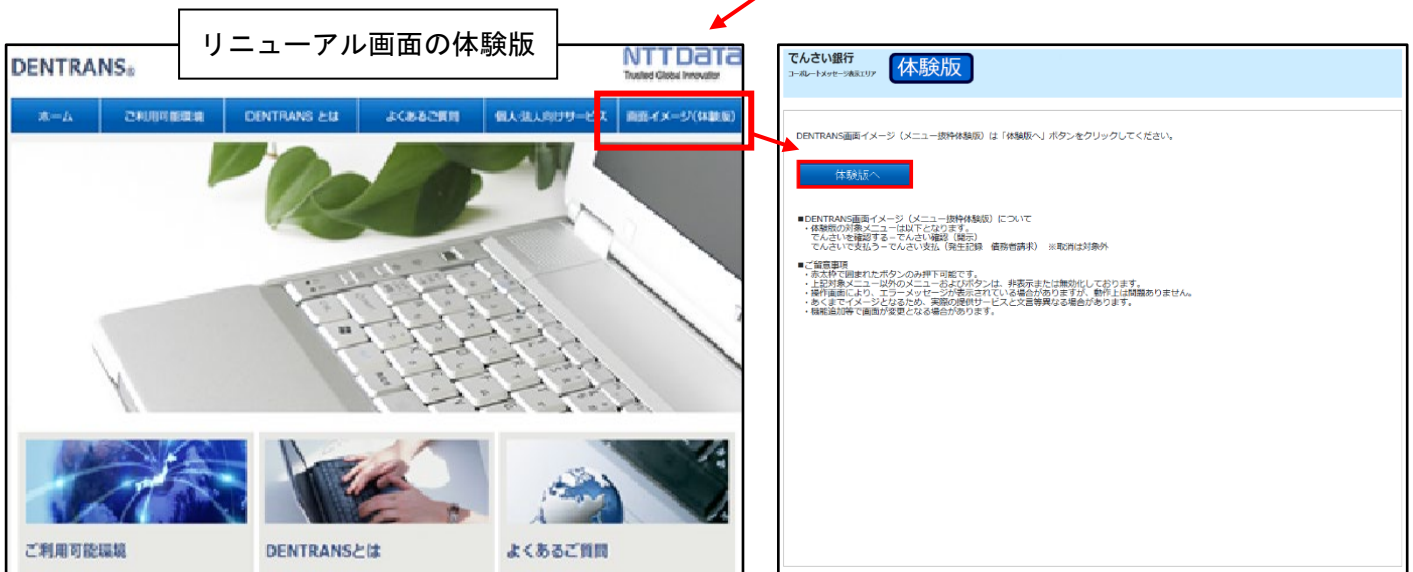 リニューアル画面の体験版
DENTRANS®
NTT DATA
Trusted Global Innovator
ホーム
ご利用可能環境
DENTRANS とは
よくあるご質問
個人・法人向けサービス
画面イメージ(体験版)
ご利用可能環境
DENTRANSとは
よくあるご質問
でんさい銀行
コーポレートメッセージ表示エリア
体験版
DENTRANS画面イメージ（メニュー抜粋体験版）は「体験版へ」ボタンをクリックしてください。
体験版へ
■DENTRANS画面イメージ（メニュー抜粋体験版）について
・体験版の対象メニューは以下となります。
でんさいを確認する－でんさい確認（開示）
でんさいで支払う－でんさい支払（発生記録　債務者請求）　※取消は対象外
■ご留意事項
・赤太枠で囲まれたボタンのみ押下可能です。
・上記対象メニュー以外のメニューおよびボタンは、非表示または無効化しております。
・操作画面により、エラーメッセージが表示されている場合がありますが、動作上は問題ありません。
・あくまでイメージとなるため、実際の提供サービスと文言等異なる場合があります。
・機能追加等で画面が変更となる場合があります。